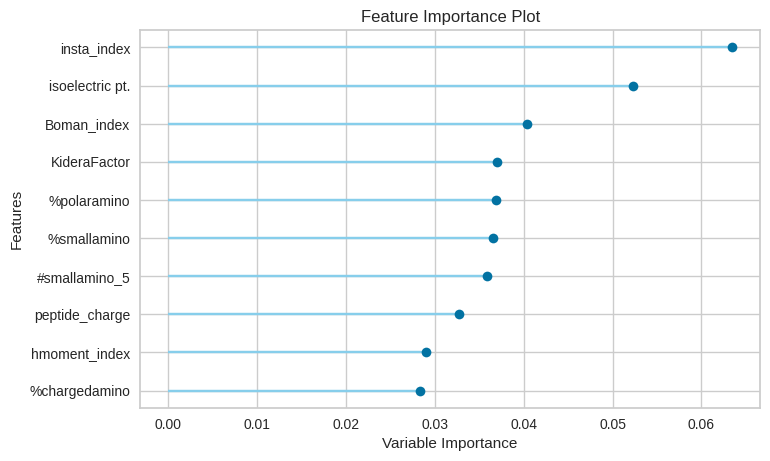 Feature Importance Plot
Features
insta_index
isoelectric pt.
Boman_index
KideraFactor
%polaramino
%smallamino
#smallamino_5
peptide_charge
hmoment_index
%chargedamino
0.00 0.01 0.02 0.03 0.04 0.05 0.06
Variable Importance